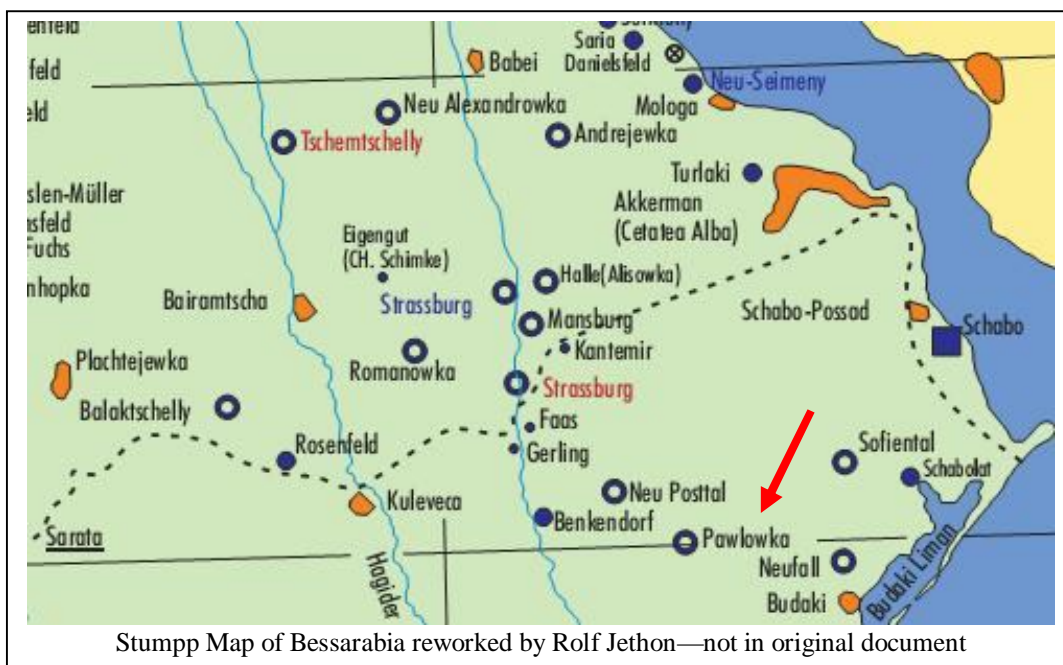 Saria
Danielsfeld
Babei
Neu-Seimeny
Mologa
Neu Alexandrowka
Tschemtschelly
Andrejewka
Turlaki
slen-Müller
nsfeld
Fuchs
Akkerman
(Cetatea Alba)
Eigengut
(CH. Schimke)
nhopka
Halle(Alisowka)
Bairamtscha
Strassburg
Schabo-Possad
Mansburg
Schabo
Kantemir
Plachtejewka
Romanowka
Strassburg
Balaktschelly
Faas
Rosenfeld
Gerling
Sofiental
Schabolat
Neu Posttal
Kuleveca
Benkendorf
Sarata
Pawlowka
Neufall
Hagider
Budaki Liman
Budaki
Stumpp Map of Bessarabia reworked by Rolf Jethon—not in original document